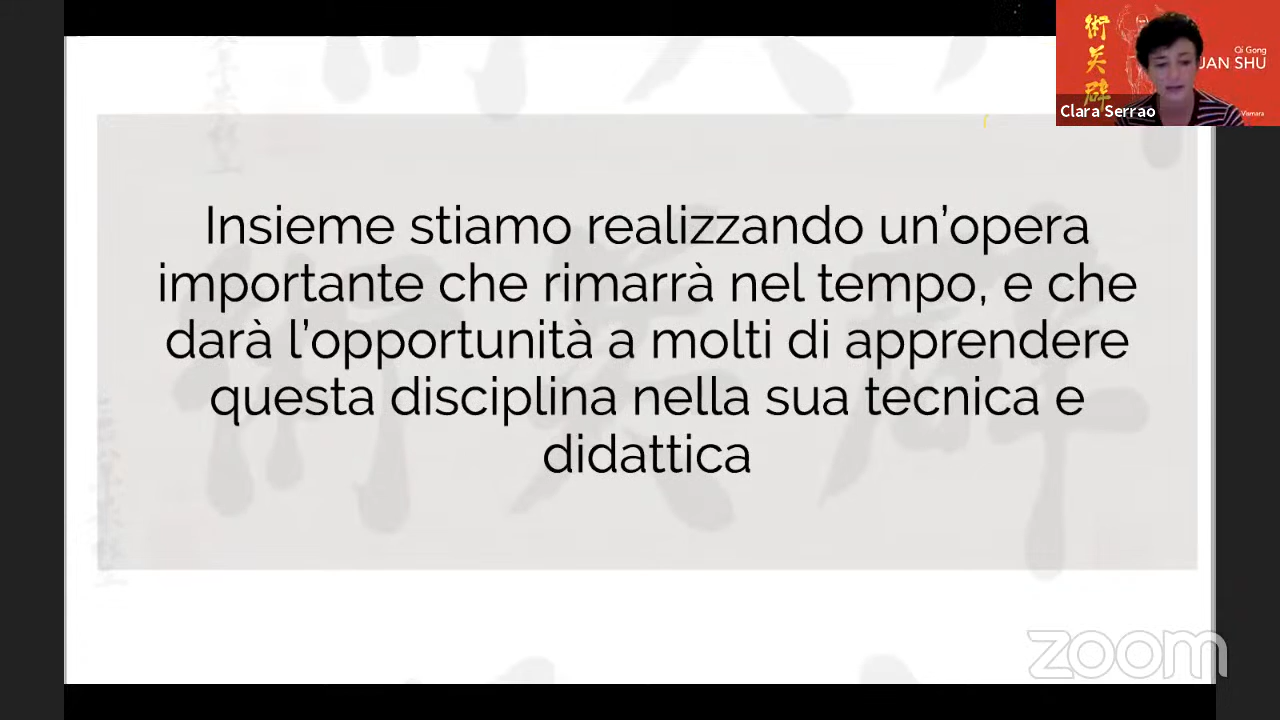 Qi Gong
JAN SHU
Clara Serrao
Vismara
Insieme stiamo realizzando un’opera
importante che rimarrà nel tempo, e che
darà l’opportunità a molti di apprendere
questa disciplina nella sua tecnica e
didattica
zoom